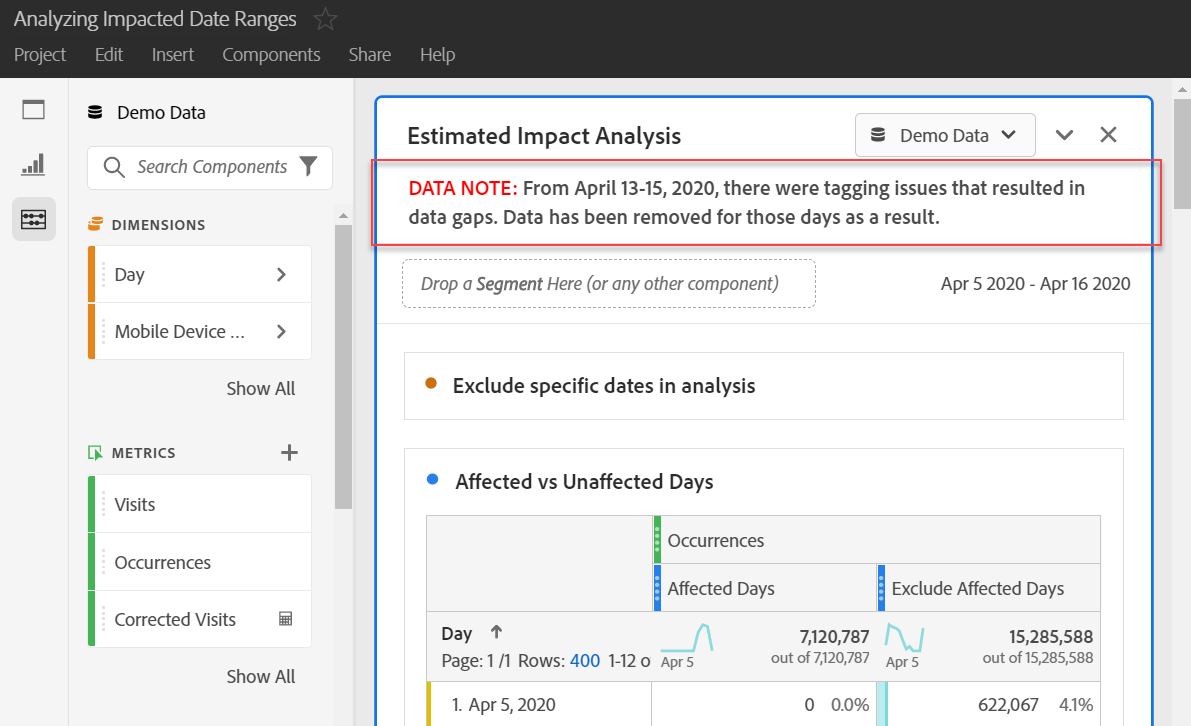 Analyzing Impacted Date Ranges
Project Edit Insert Components Share Help
Demo Data
Search Components
DIMENSIONS
Day
Mobile Device ...
Show All
METRICS
Visits
Occurrences
Corrected Visits
Show All
Estimated Impact Analysis
Demo Data
DATA NOTE: From April 13-15, 2020, there were tagging issues that resulted in
data gaps. Data has been removed for those days as a result.
Drop a Segment Here (or any other component)
Apr 5 2020 - Apr 16 2020
Exclude specific dates in analysis
Affected vs Unaffected Days
Occurrences
Affected Days Exclude Affected Days
Day 7,120,787 15,285,588
Page: 1 /1 Rows: 400 1-12 o Apr 5 out of 7,120,787 Apr 5 out of 15,285,588
1. Apr 5, 2020 0 0.0% 622,067 4.1%